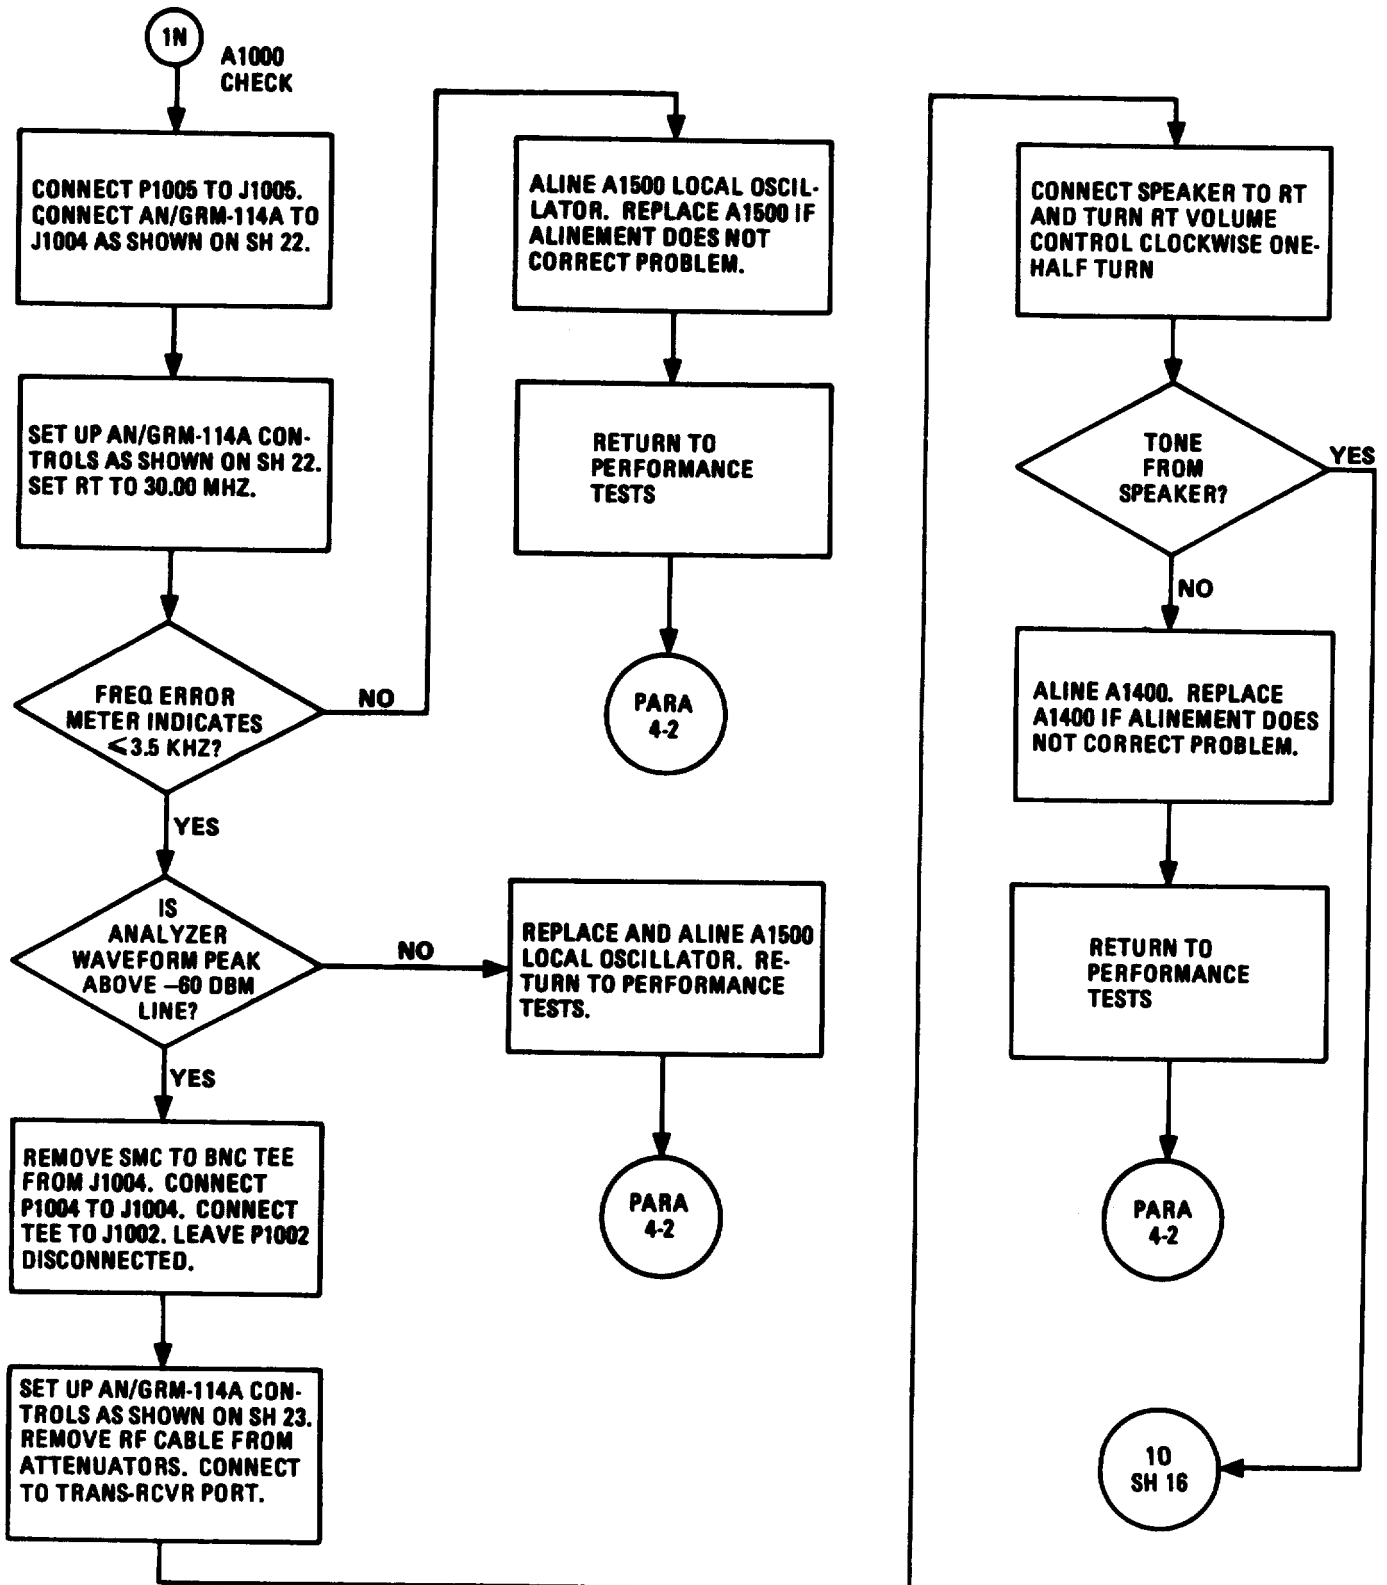 1N
A1000
CHECK
CONNECT P1005 TO J1005.
CONNECT AN/GRM-114A TO
J1004 AS SHOWN ON SH 22.
SET UP AN/GRM-114A CON-
TROLS AS SHOWN ON SH 22.
SET RT TO 30.00 MHZ.
FREQ ERROR
METER INDICATES
≤3.5 KHZ?
NO
YES
IS
ANALYZER
WAVEFORM PEAK
ABOVE –60 DBM
LINE?
NO
YES
REMOVE SMC TO BNC TEE
FROM J1004. CONNECT
P1004 TO J1004. CONNECT
TEE TO J1002. LEAVE P1002
DISCONNECTED.
SET UP AN/GRM-114A CON-
TROLS AS SHOWN ON SH 23.
REMOVE RF CABLE FROM
ATTENUATORS. CONNECT
TO TRANS-RCVR PORT.
ALINE A1500 LOCAL OSCIL-
LATOR. REPLACE A1500 IF
ALINEMENT DOES NOT
CORRECT PROBLEM.
RETURN TO
PERFORMANCE
TESTS
PARA
4-2
REPLACE AND ALINE A1500
LOCAL OSCILLATOR. RE-
TURN TO PERFORMANCE
TESTS.
PARA
4-2
CONNECT SPEAKER TO RT
AND TURN RT VOLUME
CONTROL CLOCKWISE ONE-
HALF TURN
TONE
FROM
SPEAKER?
YES
NO
ALINE A1400. REPLACE
A1400 IF ALINEMENT DOES
NOT CORRECT PROBLEM.
RETURN TO
PERFORMANCE
TESTS
PARA
4-2
1O
SH 16